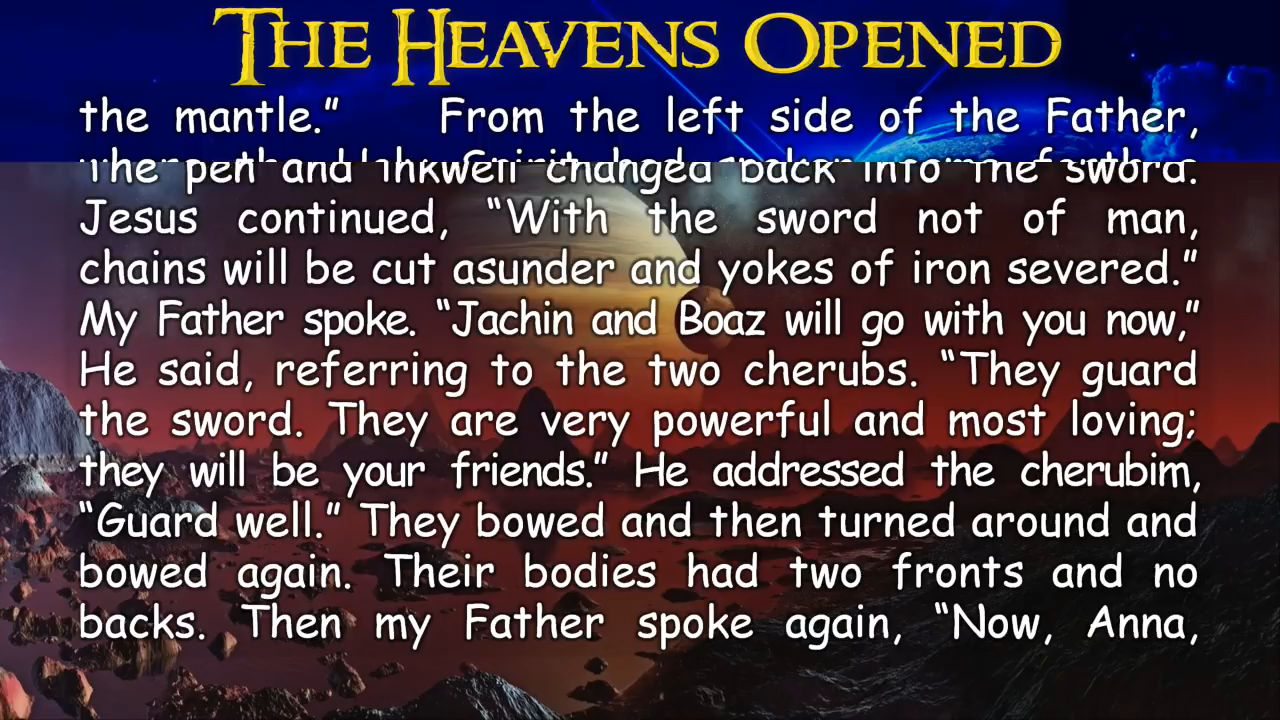 THE HEAVENS OPENED
the mantle.” From the left side of the Father,
the pen and inkwell changed back into the sword.
Jesus continued, “With the sword not of man,
chains will be cut asunder and yokes of iron severed.”
My Father spoke. “Jachin and Boaz will go with you now,”
He said, referring to the two cherubs. “They guard
the sword. They are very powerful and most loving;
they will be your friends.” He addressed the cherubim,
“Guard well.” They bowed and then turned around and
bowed again. Their bodies had two fronts and no
backs. Then my Father spoke again, “Now, Anna,